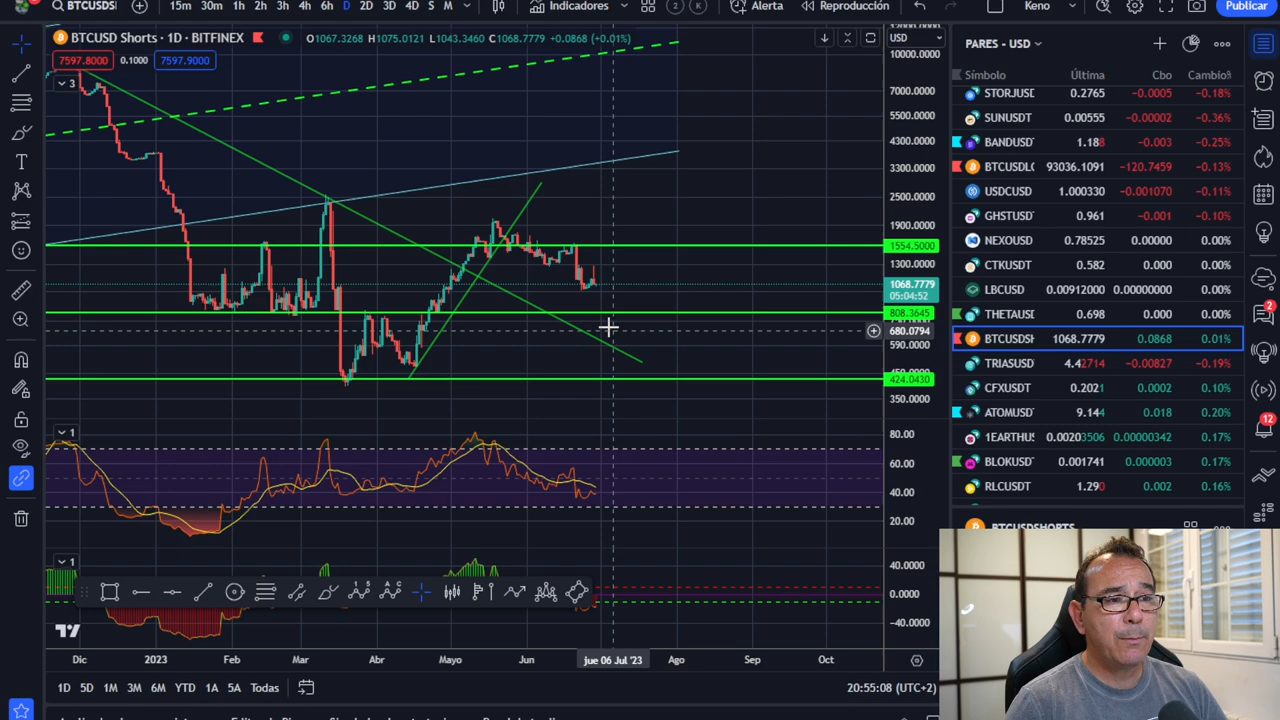 BTCUSDS
15m 30m 1h 2h 3h 4h 6h D 2D 3D 4D S M
Indicadores
2
K
Alerta
Reproducción
Keno
Publicar
BTCUSD Shorts · 1D · BITFINEX
O1067.3268 H1075.0121 L1043.3460 C1068.7779 +0.0868 (+0.01%)
USD
7597.8000 0.1000 7597.9000
3
10000.0000
7000.0000
5500.0000
4300.0000
3300.0000
2500.0000
1900.0000
1554.5000
1300.0000
1068.7779
05:04:52
808.3645
680.0794
590.0000
424.0430
350.0000
1
80.00
60.00
40.00
20.00
1
40.0000
0.0000
−40.0000
Dic 2023 Feb Mar Abr Mayo Jun jue 06 Jul '23 Ago Sep Oct
1D 5D 1M 3M 6M YTD 1A 5A Todas
20:55:08 (UTC+2)
PARES - USD
Símbolo Última Cbo Cambio%
STORJUSD 0.2765 −0.0005 −0.18%
SUNUSDT 0.00555 −0.00002 −0.36%
BANDUSD 1.188 −0.003 −0.25%
BTCUSDLO 93036.1091 −120.7459 −0.13%
USDCUSD 1.000330 −0.001070 −0.11%
GHSTUSD 0.961 −0.001 −0.10%
NEXOUSD 0.78525 0.00000 0.00%
CTKUSDT 0.582 0.000 0.00%
LBCUSD 0.00912000 0.00000000 0.00%
THETAUSD 0.698 0.000 0.00%
BTCUSDSH 1068.7779 0.0868 0.01%
TRIASUSD 4.42714 −0.00827 −0.19%
CFXUSDT 0.2021 0.0002 0.10%
ATOMUSD 9.144 0.018 0.20%
1EARTHUS 0.00203506 0.00000342 0.17%
BLOKUSD 0.001741 0.000003 0.17%
RLCUSDT 1.290 0.002 0.16%
BTCUSDSHORTS
2
12